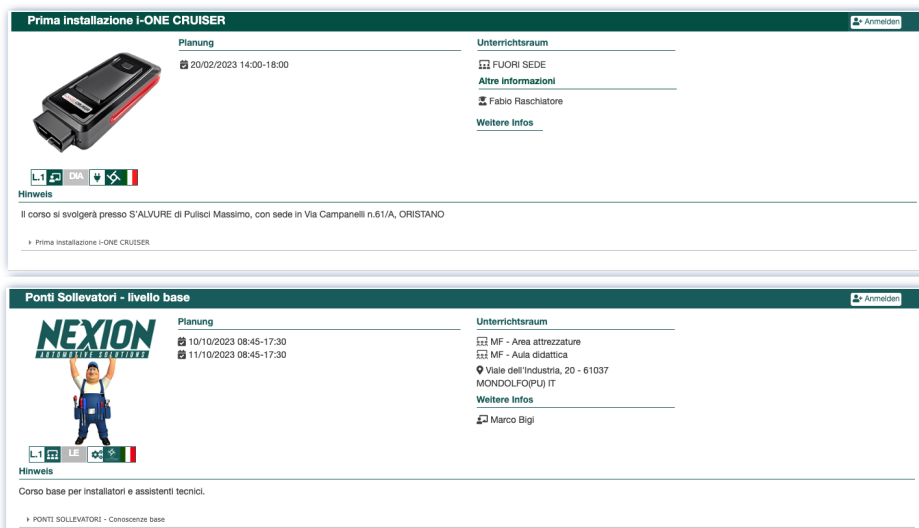 Prima installazione i-ONE CRUISER
Anmelden
Planung
20/02/2023 14:00-18:00
Unterrichtsraum
FUORI SEDE
Altre informazioni
Fabio Raschiatore
Weitere Infos
L.1 DIA
Hinweis
Il corso si svolgerà presso S'ALVURE di Pulisci Massimo, con sede in Via Campanelli n.61/A, ORISTANO
Prima installazione i-ONE CRUISER
Ponti Sollevatori - livello base
Anmelden
NEXION
AUTOMOTIVE SOLUTIONS
Planung
10/10/2023 08:45-17:30
11/10/2023 08:45-17:30
Unterrichtsraum
MF - Area attrezzature
MF - Aula didattica
Viale dell'Industria, 20 - 61037
MONDOLFO(PU) IT
Weitere Infos
Marco Bigi
L.1 LE
Hinweis
Corso base per installatori e assistenti tecnici.
PONTI SOLLEVATORI - Conoscenze base